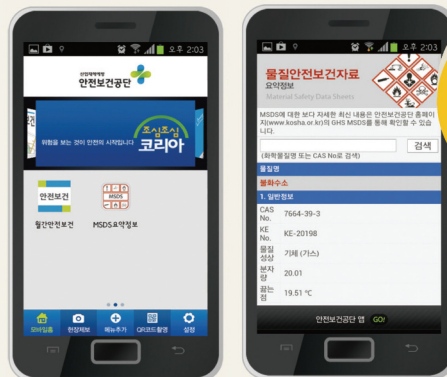 오후 2:03
산업재해예방
안전보건공단
위험을 보는 것이 안전의 시작입니다
조심조심
코리아
안전보건
MSDS
월간안전보건
MSDS요약정보
모바일홈
현장제보
메뉴추가
QR코드촬영
설정
오후 2:03
물질안전보건자료
요약정보
Material Safety Data Sheets
MSDS에 대한 보다 자세한 최신 내용은 안전보건공단 홈페이
지(www.kosha.or.kr)의 GHS MSDS를 통해 확인할 수 있습
니다.
검색
(화학물질명 또는 CAS No로 검색)
물질명
불화수소
1. 일반정보
CAS
No.
7664-39-3
KE
No.
KE-20198
물질
성상
기체 (가스)
분자
량
20.01
끓는
점
19.51 ℃
안전보건공단 앱 GO!